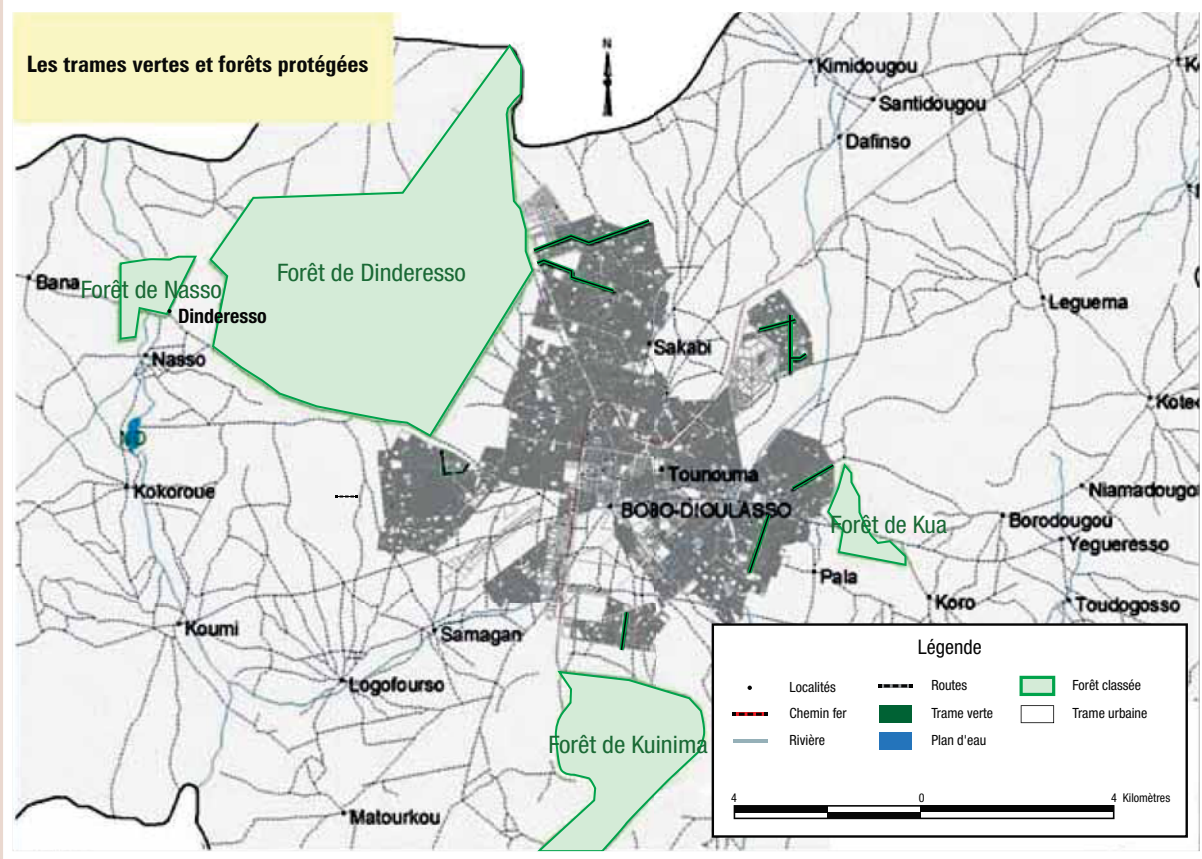 Les trames vertes et forêts protégées
N
Kimidougou
Santidougou
Dafinso
Forêt de Dinderesso
Bana
Forêt de Nasso
Dinderesso
Leguema
Nasso
Sakabi
Kokoroue
Tounouma
BOBO-DIOULASSO
Niamadougo
Forêt de Kua
Borodougou
Yegueresso
Pala
Koro
Toudogosso
Koumi
Samagan
Logofourso
Forêt de Kuinima
Matourkou
Légende
Localités
Routes
Forêt classée
Chemin fer
Trame verte
Trame urbaine
Rivière
Plan d'eau
4 0 4 Kilomètres